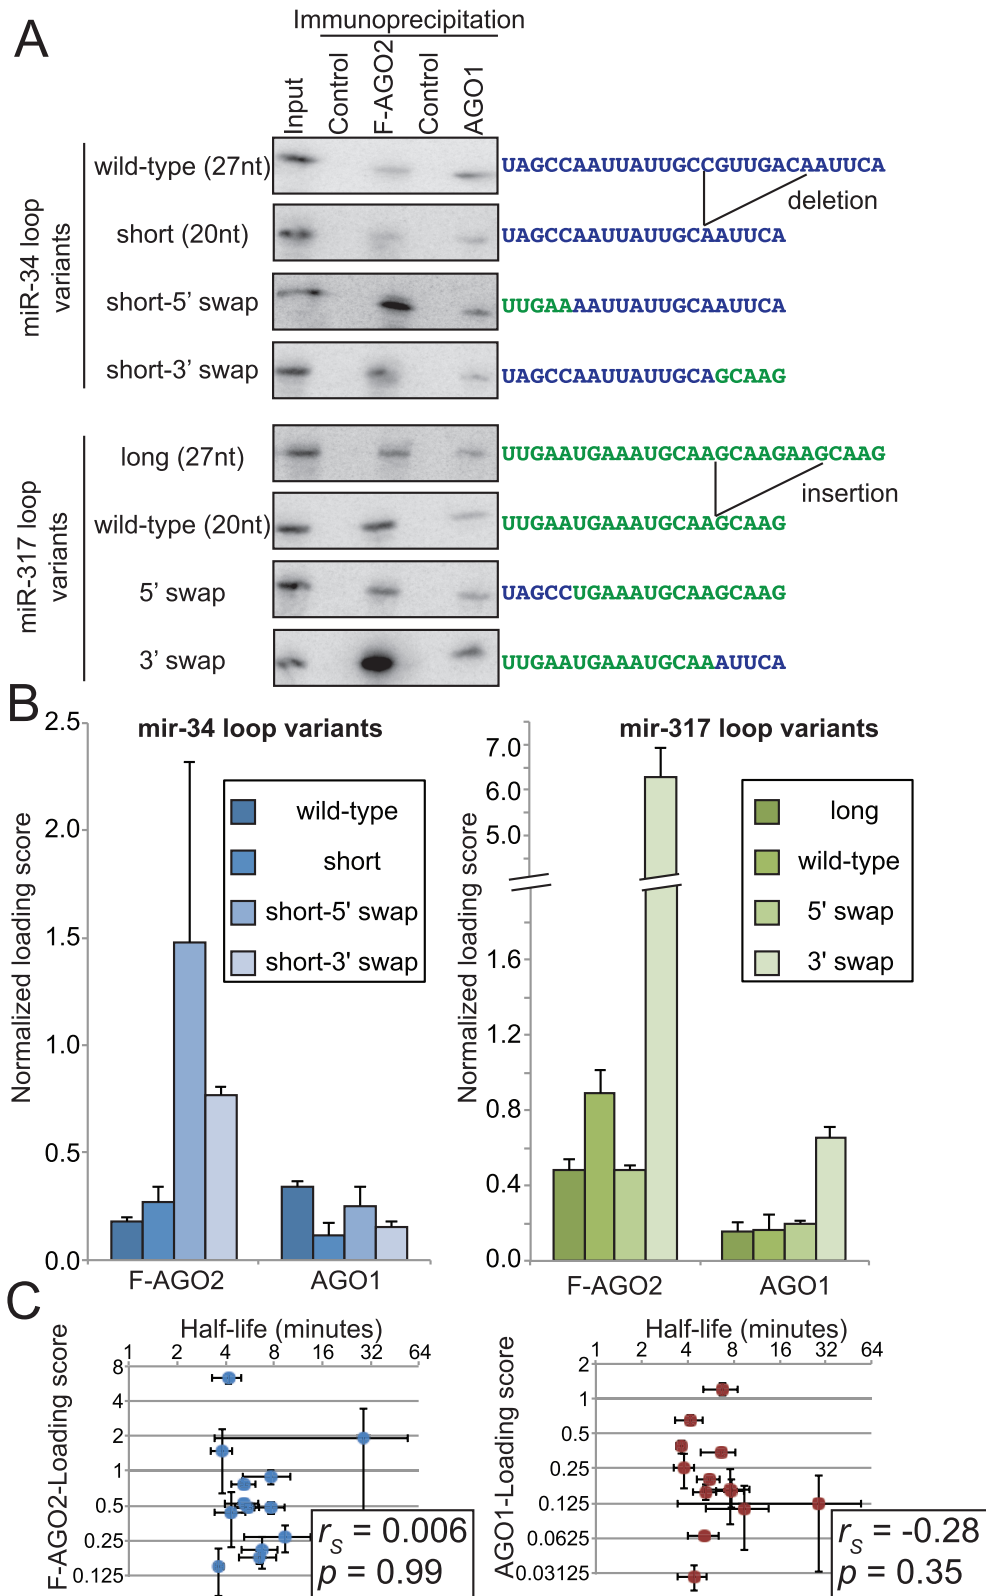 A
Immunoprecipitation
Input
Control
F-AGO2
Control
AGO1
miR-34 loop
variants
wild-type (27nt)
UAGCCAAUUAUUGCCGUUGACAAUUCA
deletion
short (20nt)
UAGCCAAUUAUUGCAAUUCA
short-5' swap
UUGAAAAUUAUUGCAAUUCA
short-3' swap
UAGCCAAUUAUUGCAGCAAG
miR-317 loop
variants
long (27nt)
UUGAAUGAAAUGCAAGCAAGAAGCAAG
insertion
wild-type (20nt)
UUGAAUGAAAUGCAAGCAAG
5' swap
UAGCCUGAAAUGCAAGCAAG
3' swap
UUGAAUGAAAUGCAAAUUCA
B
mir-34 loop variants
Normalized loading score
2.5
2.0
1.5
1.0
0.5
0.0
wild-type
short
short-5' swap
short-3' swap
F-AGO2
AGO1
mir-317 loop variants
Normalized loading score
7.0
6.0
5.0
1.6
1.2
0.8
0.4
0.0
long
wild-type
5' swap
3' swap
F-AGO2
AGO1
C
Half-life (minutes)
1 2 4 8 16 32 64
F-AGO2-Loading score
8
4
2
1
0.5
0.25
0.125
rS = 0.006
p = 0.99
Half-life (minutes)
1 2 4 8 16 32 64
AGO1-Loading score
2
1
0.5
0.25
0.125
0.0625
0.03125
rS = -0.28
p = 0.35